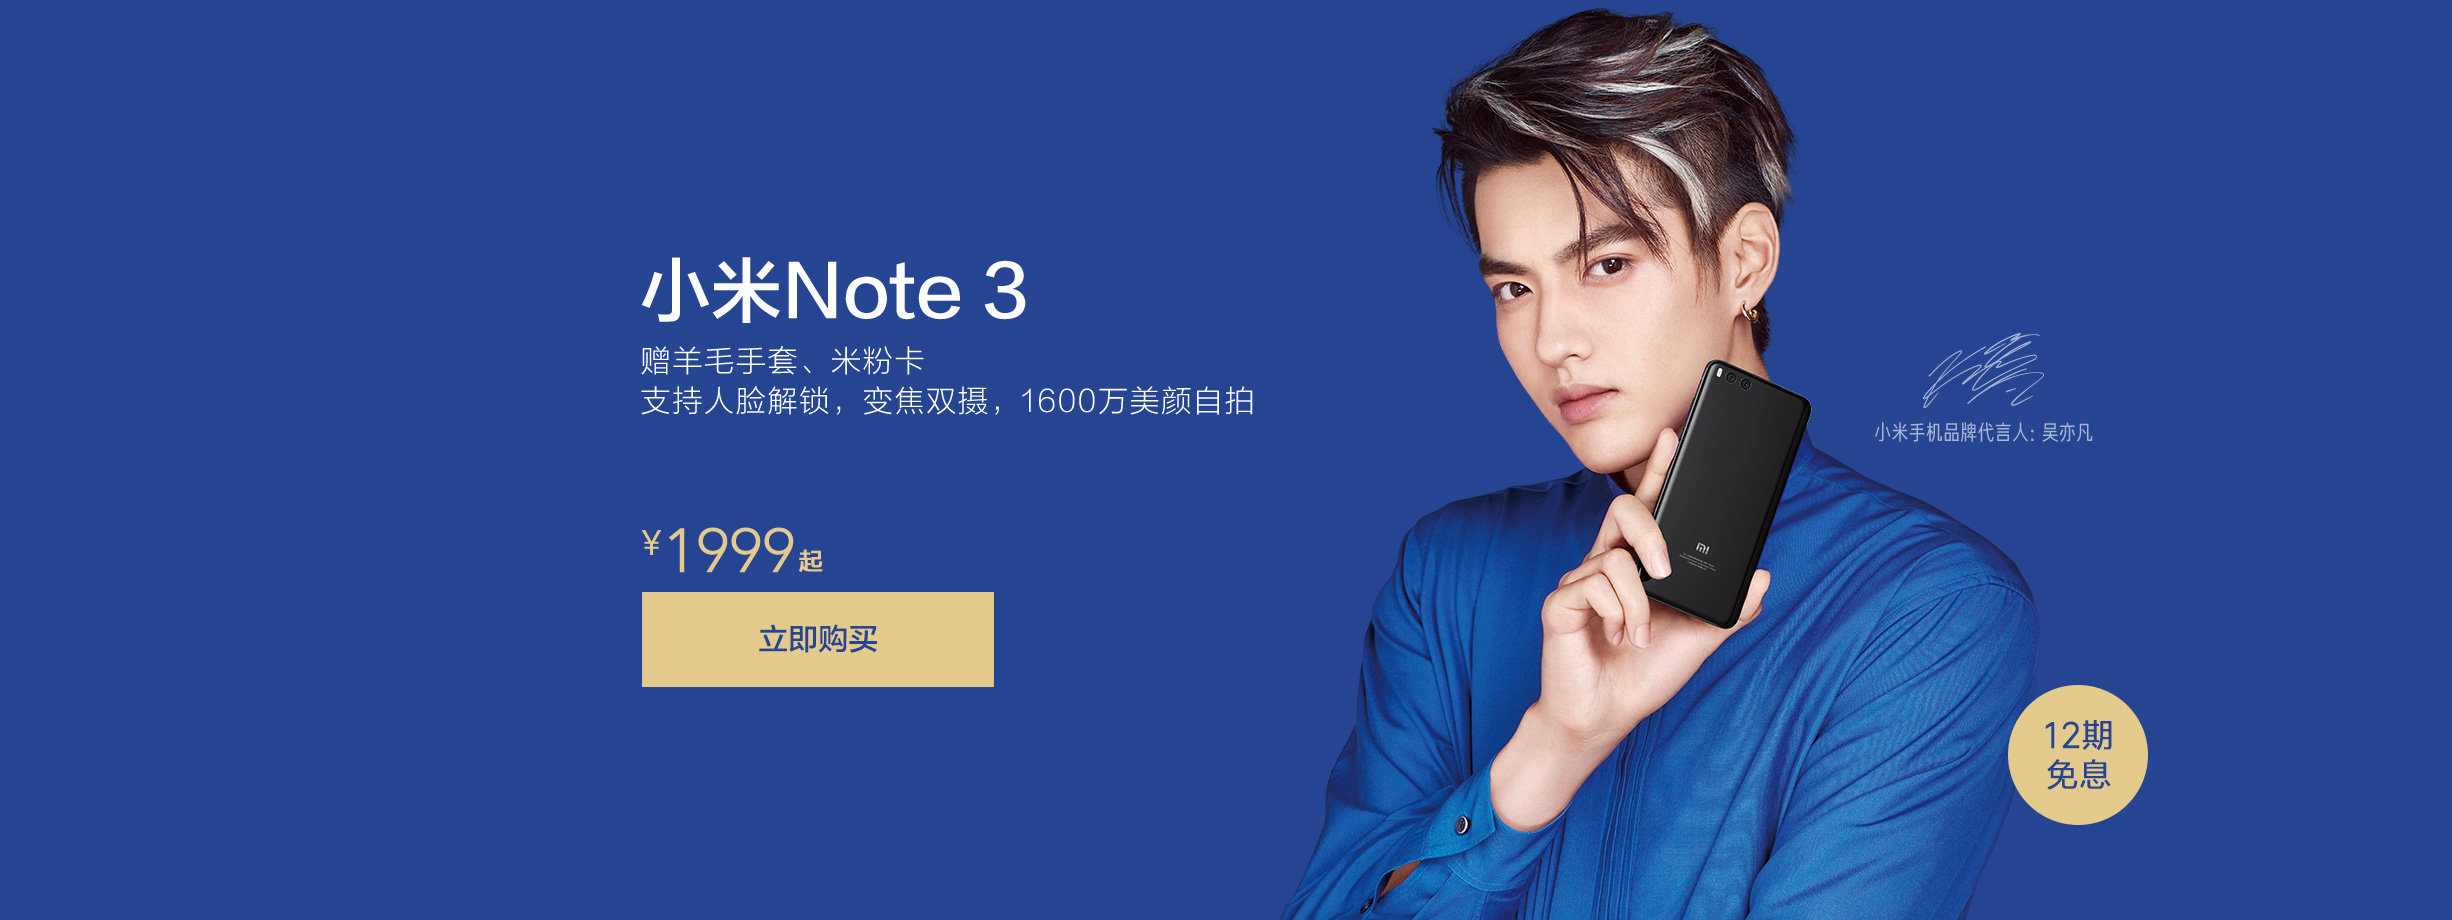 小米Note 3
赠羊毛手套、米粉卡
支持人脸解锁，变焦双摄，1600万美颜自拍
¥1999起
立即购买
小米手机品牌代言人: 吴亦凡
12期
免息